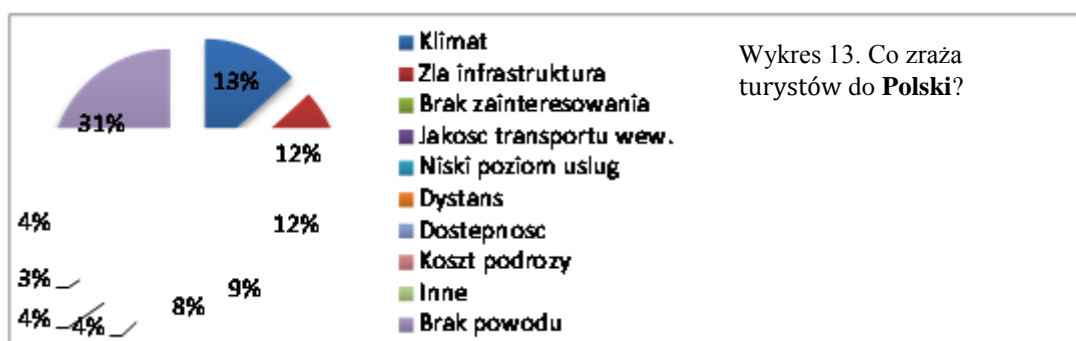 Klimat
Zla infrastruktura
Brak zainteresowania
Jakosc transportu wew.
Niski poziom uslug
Dystans
Dostepnosc
Koszt podrozy
Inne
Brak powodu
13%
12%
12%
9%
8%
4%
4%
3%
4%
31%
Wykres 13. Co zraża
turystów do Polski?